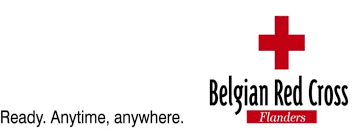 Belgian Red Cross
Flanders
Ready. Anytime, anywhere.